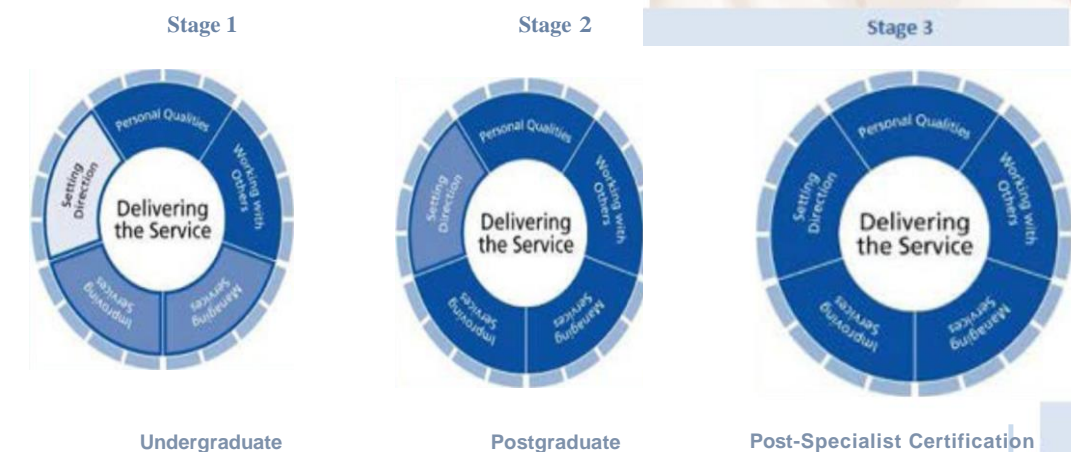 Stage 1
Stage 2
Stage 3
Personal Qualities
Working with
Others
Managing
Services
Improving
Services
Setting
Direction
Delivering
the Service
Personal Qualities
Working with
Others
Managing
Services
Improving
Services
Setting
Direction
Delivering
the Service
Personal Qualities
Working with
Others
Managing
Services
Improving
Services
Setting
Direction
Delivering
the Service
Undergraduate
Postgraduate
Post-Specialist Certification